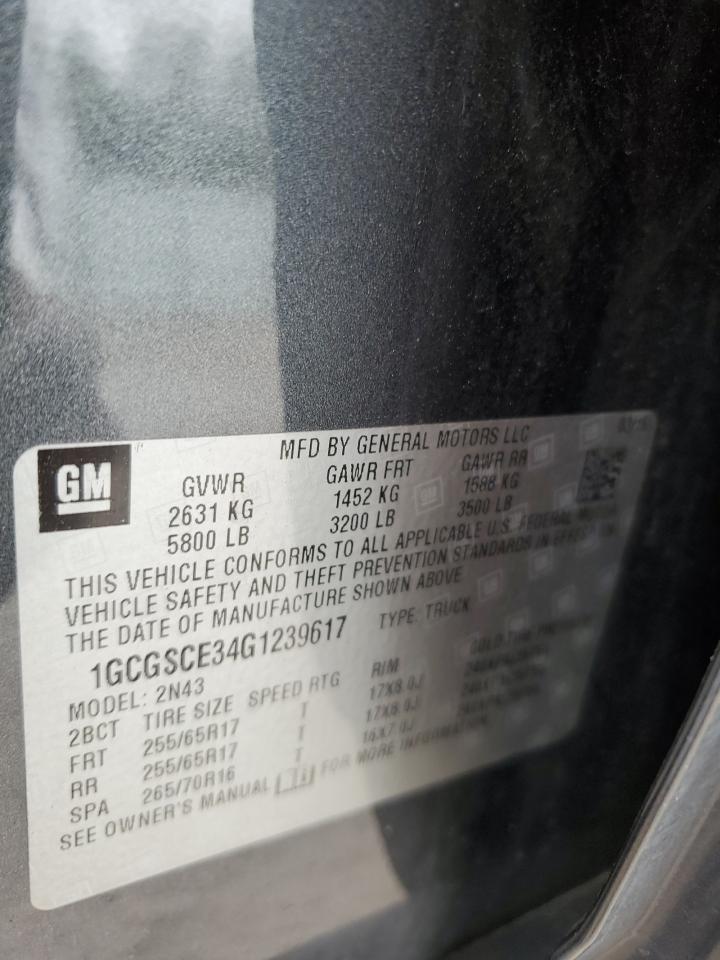 GM
MFD BY GENERAL MOTORS LLC
GVWR GAWR FRT GAWR RR
2631 KG 1452 KG 1588 KG
5800 LB 3200 LB 3500 LB
THIS VEHICLE CONFORMS TO ALL APPLICABLE U.S. FEDERAL MOTOR
VEHICLE SAFETY AND THEFT PREVENTION STANDARDS IN EFFECT ON
THE DATE OF MANUFACTURE SHOWN ABOVE
1GCGSCE34G1239617 TYPE: TRUCK
MODEL: 2N43
2BCT TIRE SIZE SPEED RTG RIM COLD TIRE PRESSURE
FRT 255/65R17 T 17X8.0J
RR 255/65R17 T 17X8.0J
SPA 265/70R16 T 16X7.0J
SEE OWNER'S MANUAL FOR MORE INFORMATION